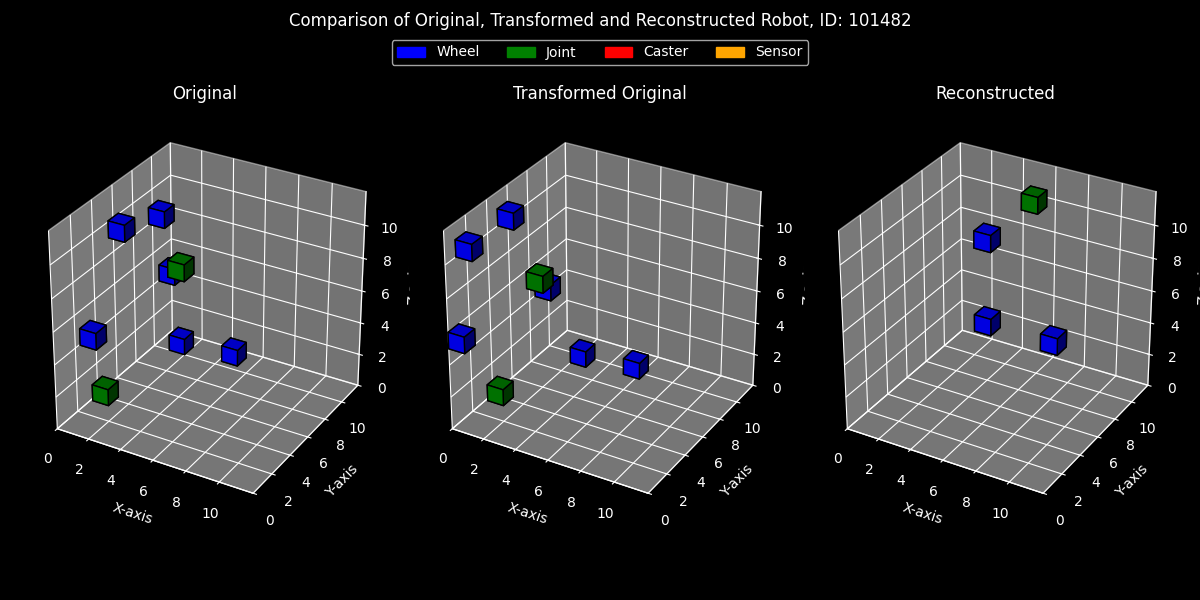 Comparison of Original, Transformed and Reconstructed Robot, ID: 101482
Wheel Joint Caster Sensor
Original Transformed Original Reconstructed
10 10 10
8 8 8
6 6 6
4 4 4
2 2 2
0 0 0
0 2 4 6 8 10 0 2 4 6 8 10 0 2 4 6 8 10
X-axis X-axis X-axis
0 2 4 6 8 10 0 2 4 6 8 10 0 2 4 6 8 10
Y-axis Y-axis Y-axis